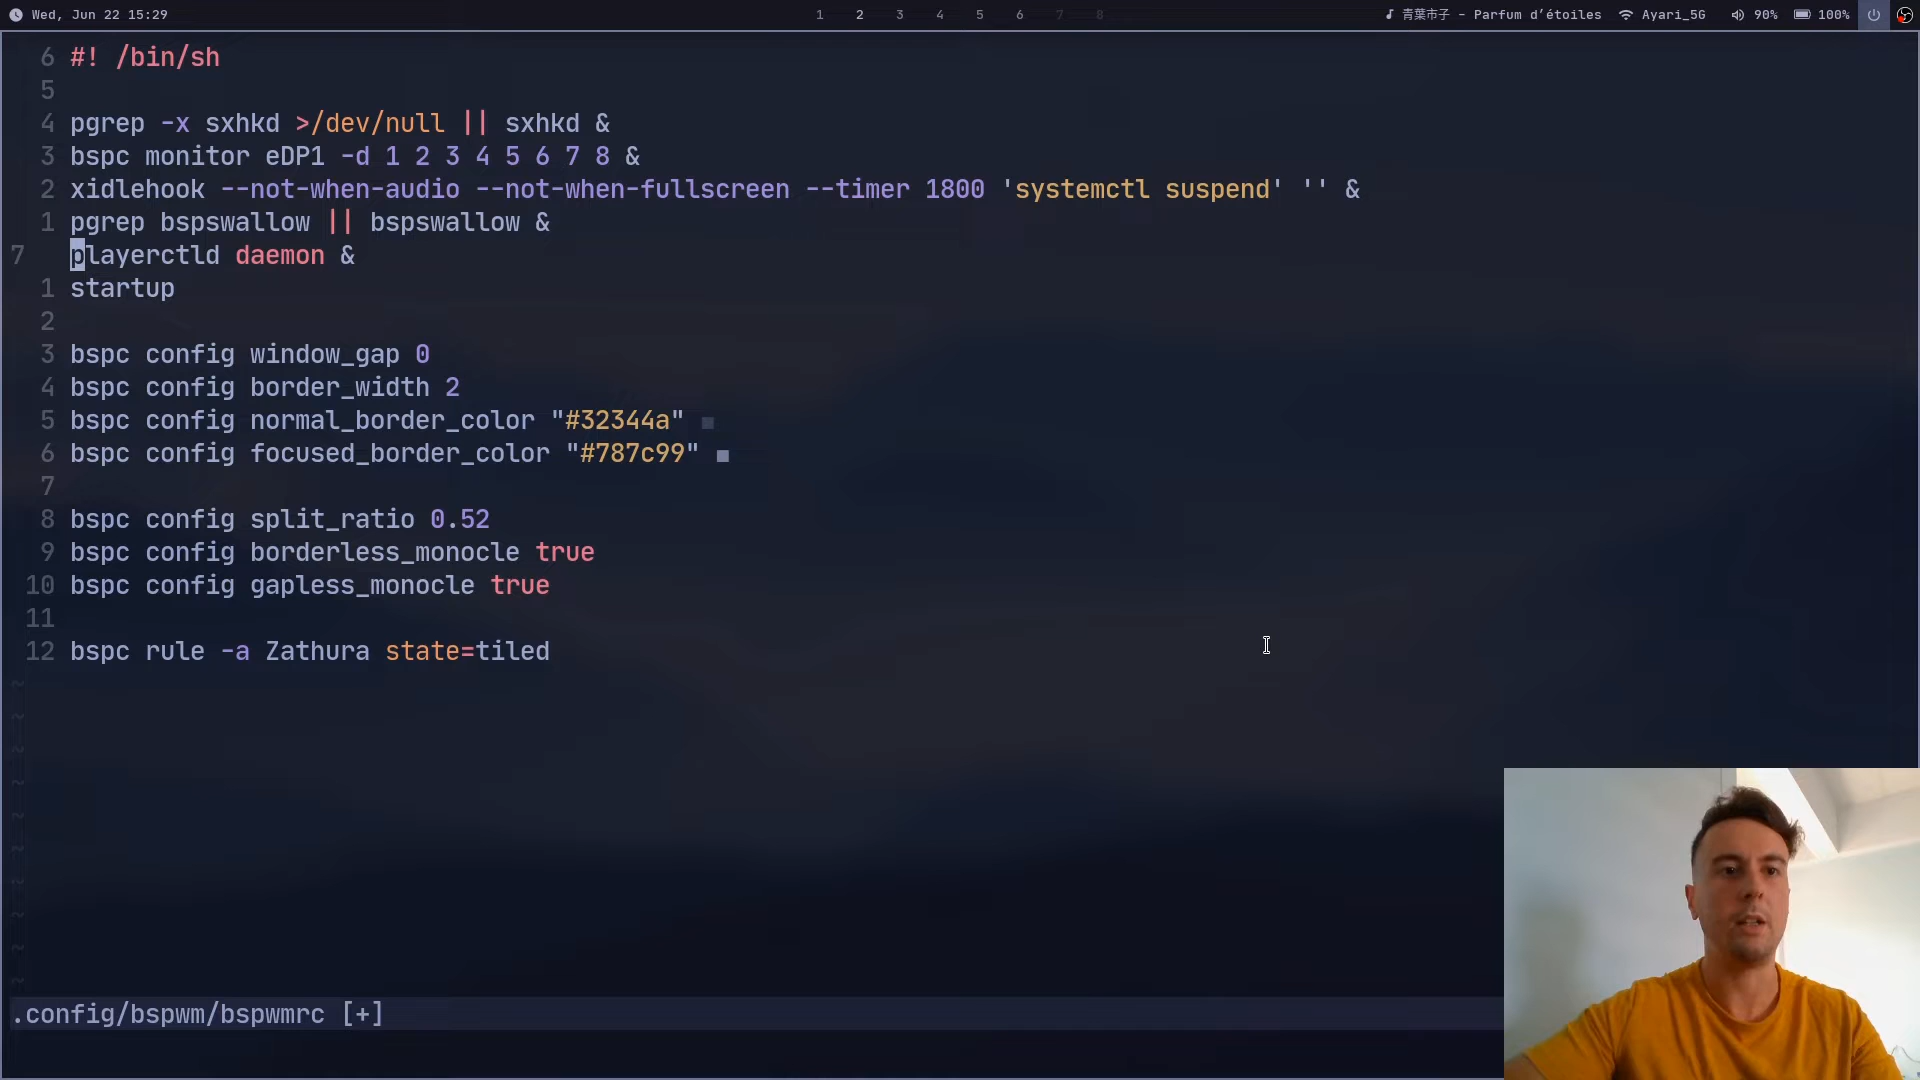 Wed, Jun 22 15:29 1 2 3 4 5 6 7 8 青葉市子 - Parfum d’étoiles Ayari_5G 90% 100%
6 #! /bin/sh
5
4 pgrep -x sxhkd >/dev/null || sxhkd &
3 bspc monitor eDP1 -d 1 2 3 4 5 6 7 8 &
2 xidlehook --not-when-audio --not-when-fullscreen --timer 1800 'systemctl suspend' '' &
1 pgrep bspswallow || bspswallow &
7 playerctld daemon &
1 startup
2
3 bspc config window_gap 0
4 bspc config border_width 2
5 bspc config normal_border_color "#32344a" ■
6 bspc config focused_border_color "#787c99" ■
7
8 bspc config split_ratio 0.52
9 bspc config borderless_monocle true
10 bspc config gapless_monocle true
11
12 bspc rule -a Zathura state=tiled
~
~
~
~
~
~
~
~
~
~
.config/bspwm/bspwmrc [+]